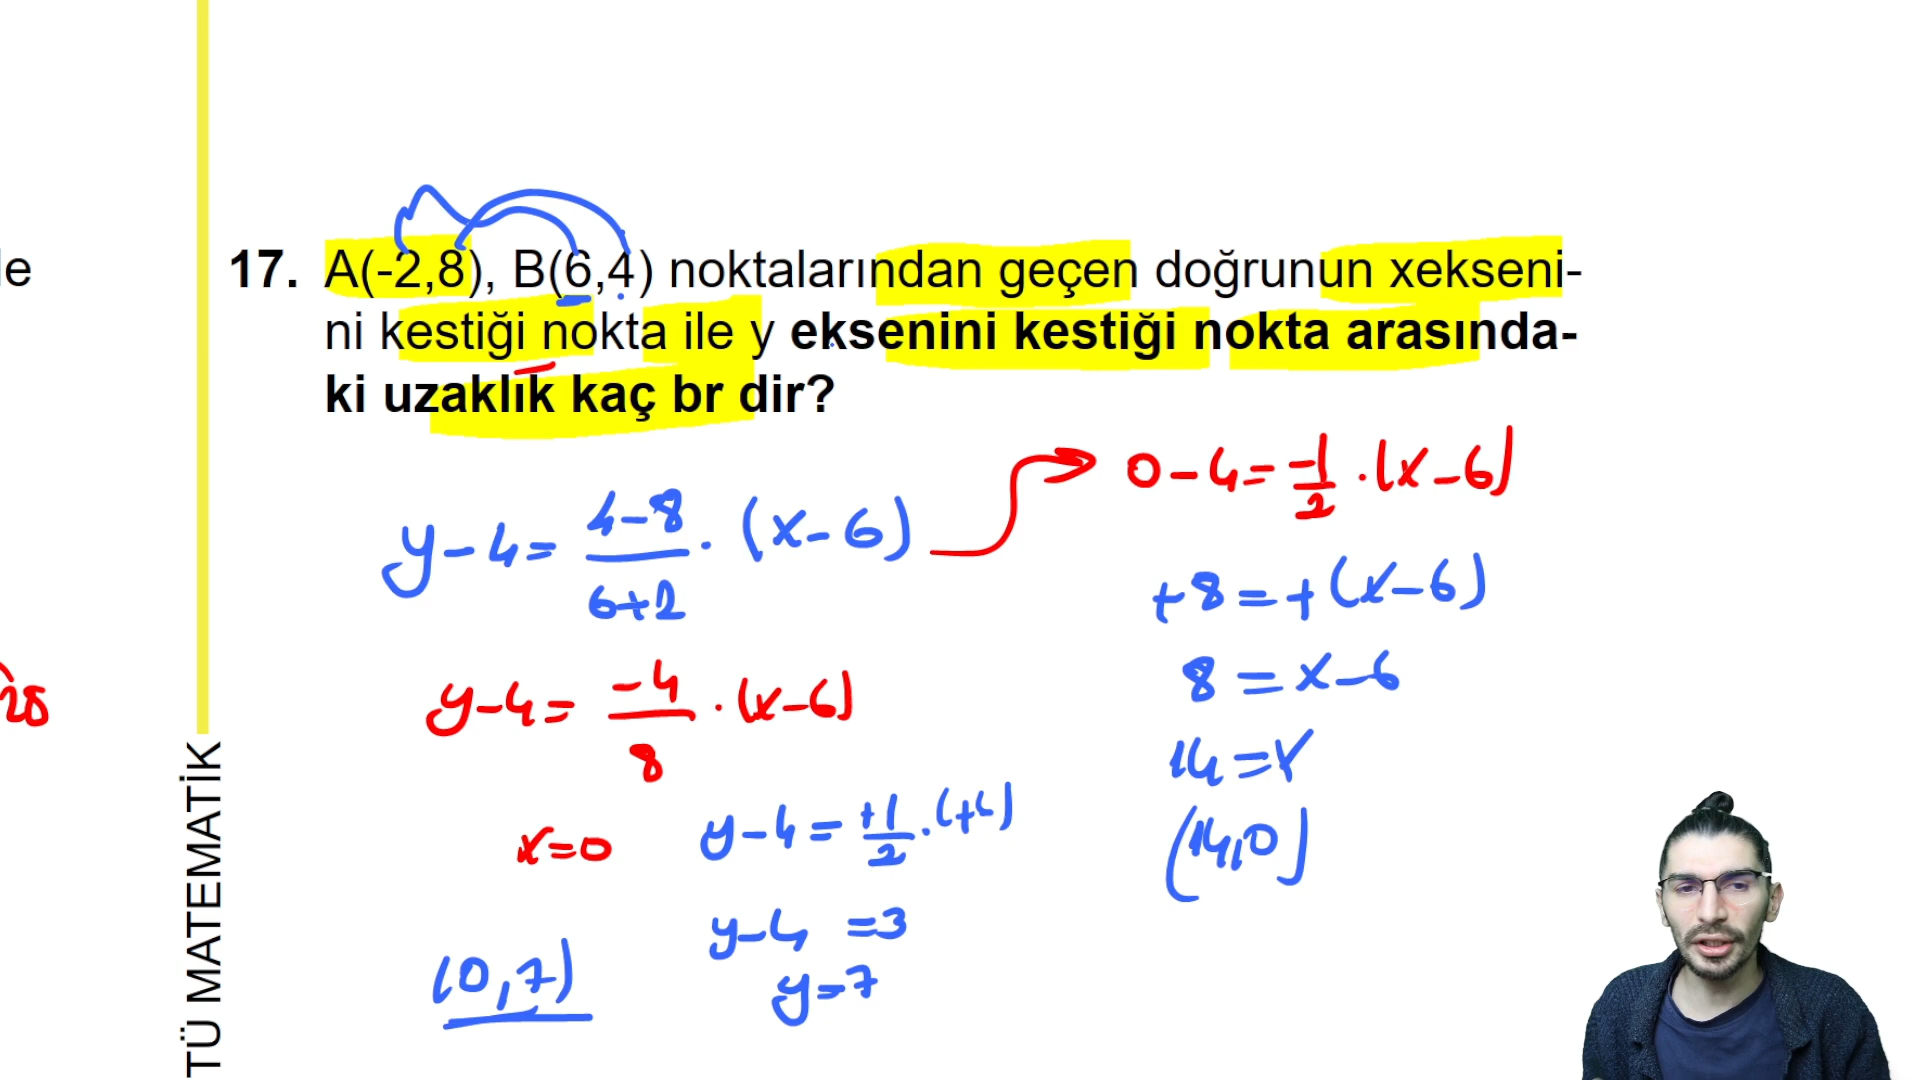 le
17. A(-2,8), B(6,4) noktalarından geçen doğrunun xekseni-
ni kestiği nokta ile y eksenini kestiği nokta arasında-
ki uzaklık kaç br dir?
y-4= 4-8/6+2 . (x-6)
y-4= -4/8 . (x-6)
x=0
y-4= +1/2 .(+6)
y-4 =3
y=7
(0,7)
0-4= -1/2 .(x-6)
+8=+(x-6)
8=x-6
14=x
(14,0)
25
TÜ MATEMATİK